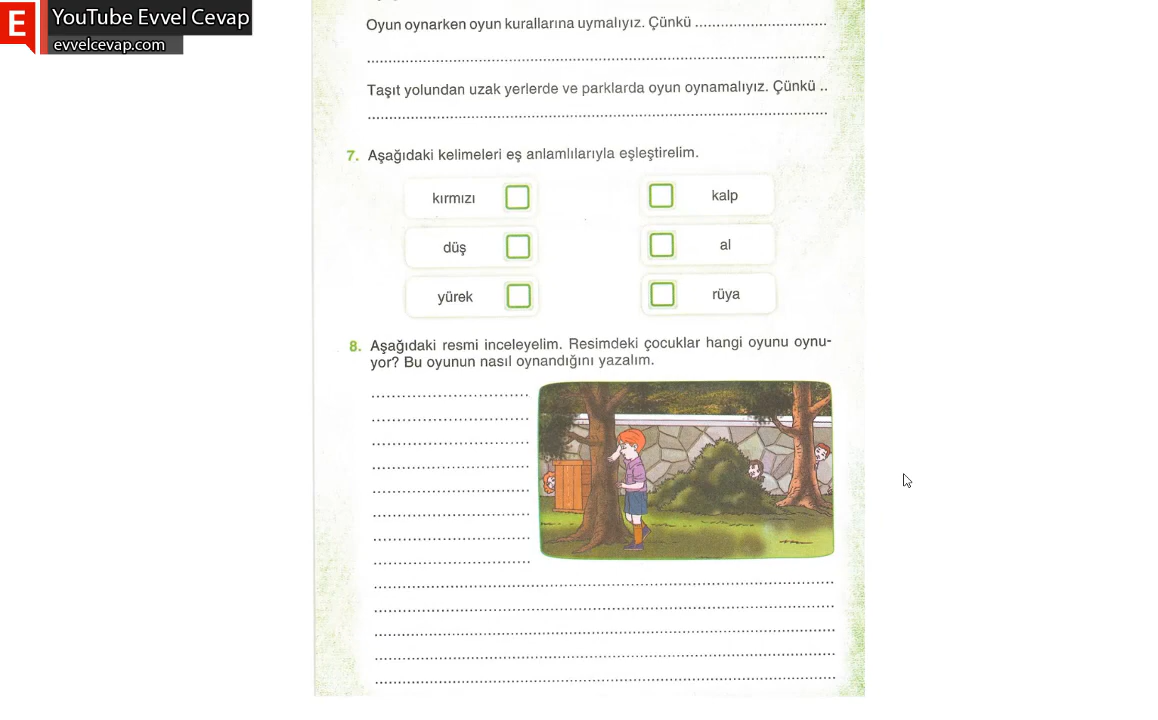 E
YouTube Evvel Cevap
evvelcevap.com
Oyun oynarken oyun kurallarına uymalıyız. Çünkü ................................
................................................................................................................
Taşıt yolundan uzak yerlerde ve parklarda oyun oynamalıyız. Çünkü ..
................................................................................................................
7. Aşağıdaki kelimeleri eş anlamlılarıyla eşleştirelim.
kırmızı kalp
düş al
yürek rüya
8. Aşağıdaki resmi inceleyelim. Resimdeki çocuklar hangi oyunu oynu-
yor? Bu oyunun nasıl oynandığını yazalım.